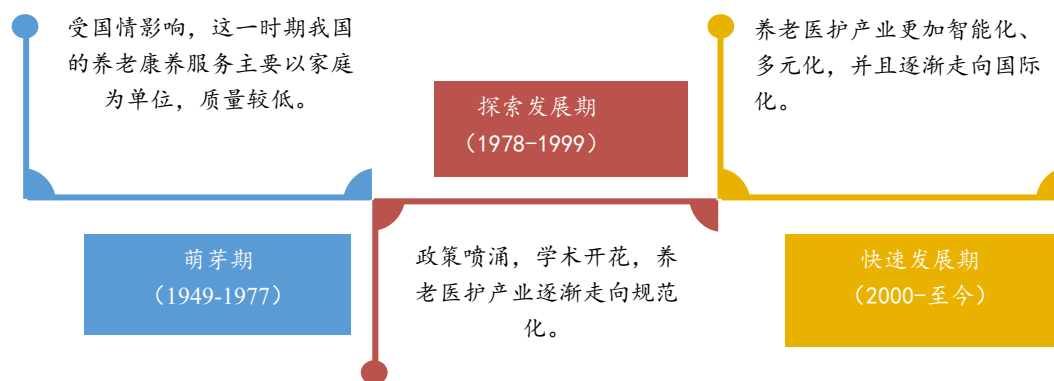 受国情影响，这一时期我国
的养老康养服务主要以家庭
为单位，质量较低。
萌芽期
（1949-1977）
探索发展期
（1978-1999）
政策喷涌，学术开花，养
老医护产业逐渐走向规范
化。
养老医护产业更加智能化、
多元化，并且逐渐走向国际
化。
快速发展期
（2000-至今）